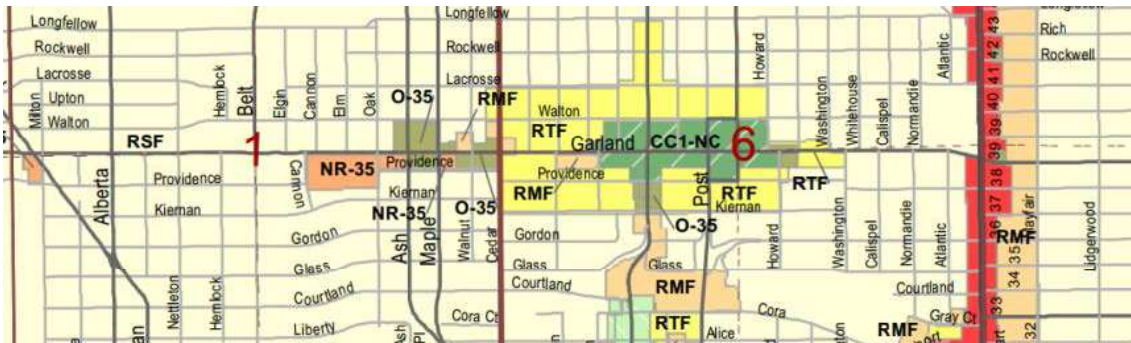 Longfellow
Longfellow
Rich
43
Rockwell
Rockwell
Howard
Atlantic
42
Rockwell
Lacrosse
Lacrosse
Hemlock
Belt
Elgin
Cannon
Elm
Oak
41
Milton
Upton
O-35
RMF
Walton
Washington
Whitehouse
Calispel
Normandie
40
Walton
RSF
1
RTF
Garland
CC1-NC
6
39
39
Providence
Providence
NR-35
Providence
Cannon
Alberta
Kiernan
RMF
Post
RTF
RTF
38
Kiernan
NR-35
O-35
Kiernan
37
Gordon
Ash
Maple
Walnut
Cedar
Gordon
O-35
Howard
Washington
Calispel
Normandie
Atlantic
36
RMF
Lidgerwood
Glass
Glass
Glass
35
Nettleton
Hemlock
Courtland
Courtland
RMF
Courtland
34
33
Liberty
Ash
Pl
Cora Ct
RTF
Alice
Cora
RMF
Gray Ct
32